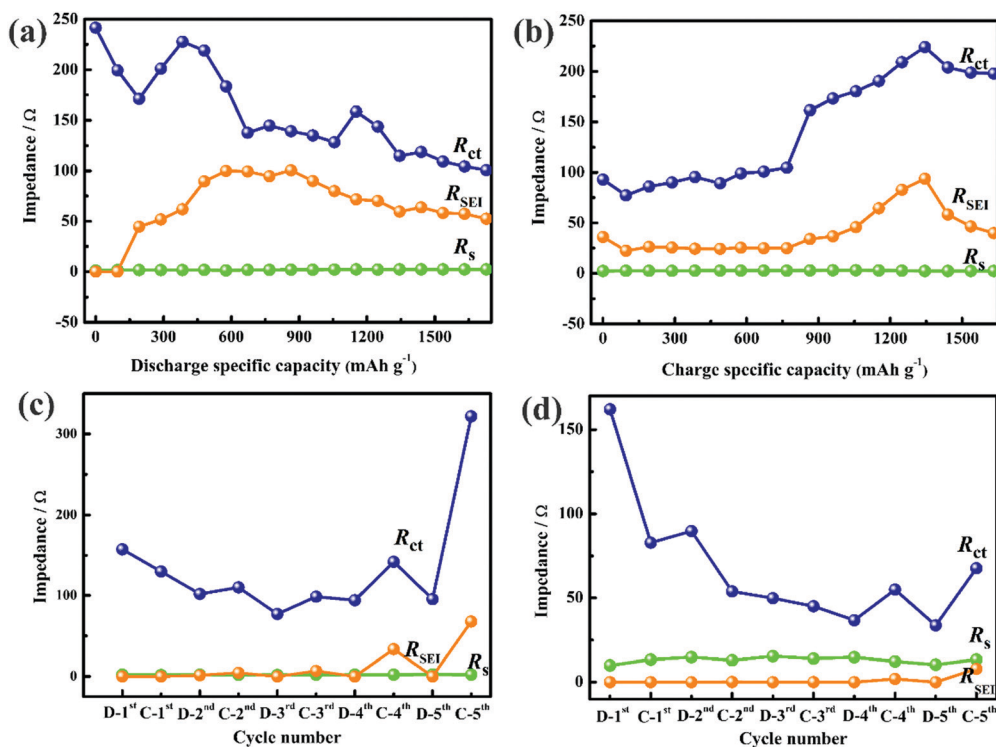 (a)
250
200
150
100
50
0
-50
Impedance / Ω
R_ct
R_SEI
R_s
0 300 600 900 1200 1500
Discharge specific capacity (mAh g⁻¹)
(b)
250
200
150
100
50
0
-50
Impedance / Ω
R_ct
R_SEI
R_s
0 300 600 900 1200 1500
Charge specific capacity (mAh g⁻¹)
(c)
300
200
100
0
Impedance / Ω
R_ct
R_SEI
R_s
D-1ˢᵗ C-1ˢᵗ D-2ⁿᵈ C-2ⁿᵈ D-3ʳᵈ C-3ʳᵈ D-4ᵗʰ C-4ᵗʰ D-5ᵗʰ C-5ᵗʰ
Cycle number
(d)
150
100
50
0
Impedance / Ω
R_ct
R_s
R_SEI
D-1ˢᵗ C-1ˢᵗ D-2ⁿᵈ C-2ⁿᵈ D-3ʳᵈ C-3ʳᵈ D-4ᵗʰ C-4ᵗʰ D-5ᵗʰ C-5ᵗʰ
Cycle number